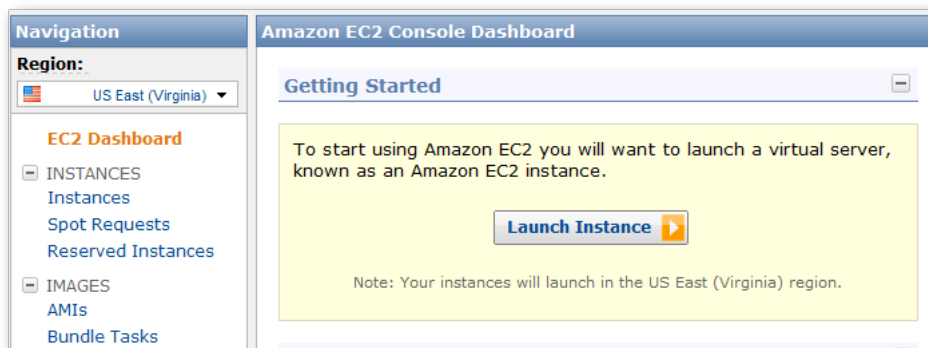 Navigation
Region:
US East (Virginia)
EC2 Dashboard
INSTANCES
Instances
Spot Requests
Reserved Instances
IMAGES
AMIs
Bundle Tasks
Amazon EC2 Console Dashboard
Getting Started
To start using Amazon EC2 you will want to launch a virtual server,
known as an Amazon EC2 instance.
Launch Instance
Note: Your instances will launch in the US East (Virginia) region.